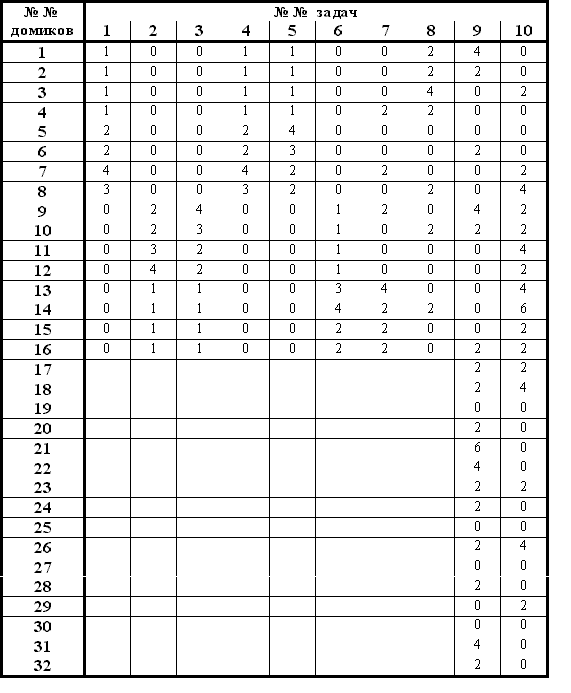 № № № № задач
домиков 1 2 3 4 5 6 7 8 9 10
1 1 0 0 1 1 0 0 2 4 0
2 1 0 0 1 1 0 0 2 2 0
3 1 0 0 1 1 0 0 4 0 2
4 1 0 0 1 1 0 2 2 0 0
5 2 0 0 2 4 0 0 0 0 0
6 2 0 0 2 3 0 0 0 2 0
7 4 0 0 4 2 0 2 0 0 2
8 3 0 0 3 2 0 0 2 0 4
9 0 2 4 0 0 1 2 0 4 2
10 0 2 3 0 0 1 0 2 2 2
11 0 3 2 0 0 1 0 0 0 4
12 0 4 2 0 0 1 0 0 0 2
13 0 1 1 0 0 3 4 0 0 4
14 0 1 1 0 0 4 2 2 0 6
15 0 1 1 0 0 2 2 0 0 2
16 0 1 1 0 0 2 2 0 2 2
17 2 2
18 2 4
19 0 0
20 2 0
21 6 0
22 4 0
23 2 2
24 2 0
25 0 0
26 2 4
27 0 0
28 2 0
29 0 2
30 0 0
31 4 0
32 2 0